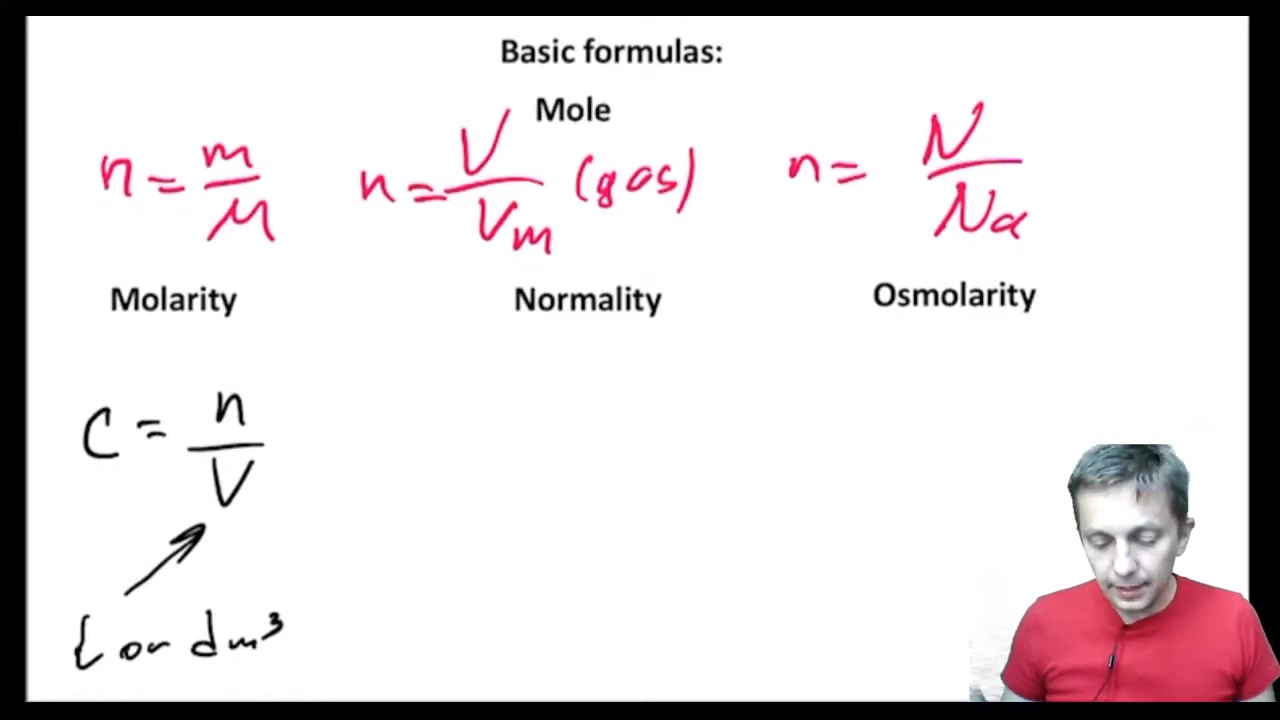 Basic formulas:
Mole
n = m/M
n = V/Vm (gas)
n = N/Na
Molarity
Normality
Osmolarity
C = n/V
l or dm³